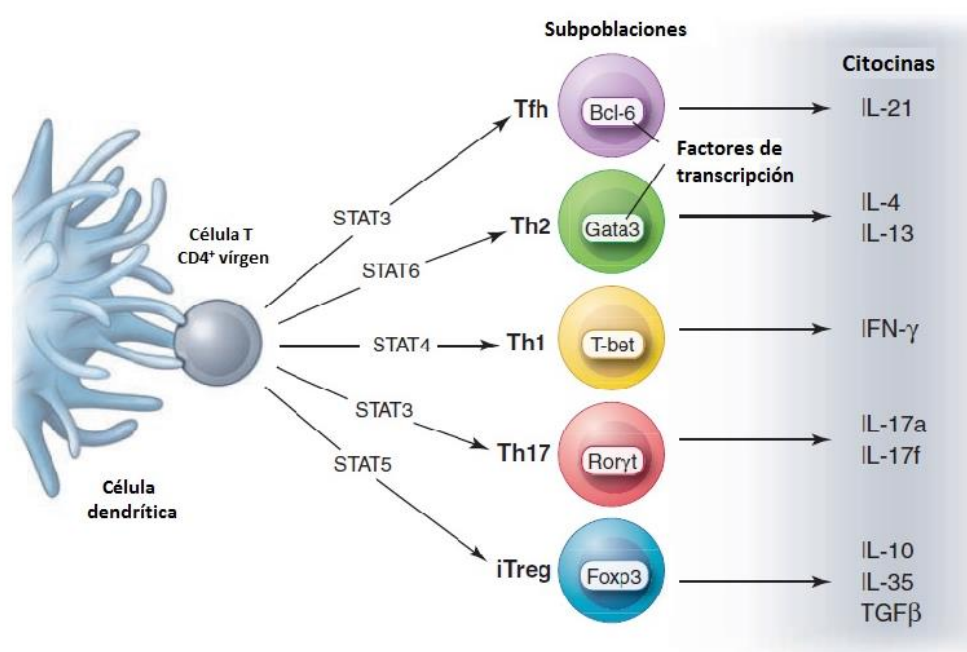 Subpoblaciones
Citocinas
Tfh
Bcl-6
IL-21
Factores de
transcripción
STAT3
Célula T
CD4⁺ vírgen
Th2
Gata3
IL-4
IL-13
STAT6
STAT4
Th1
T-bet
IFN-γ
STAT3
Th17
Rorγt
IL-17a
IL-17f
STAT5
Célula
dendrítica
iTreg
Foxp3
IL-10
IL-35
TGFβ